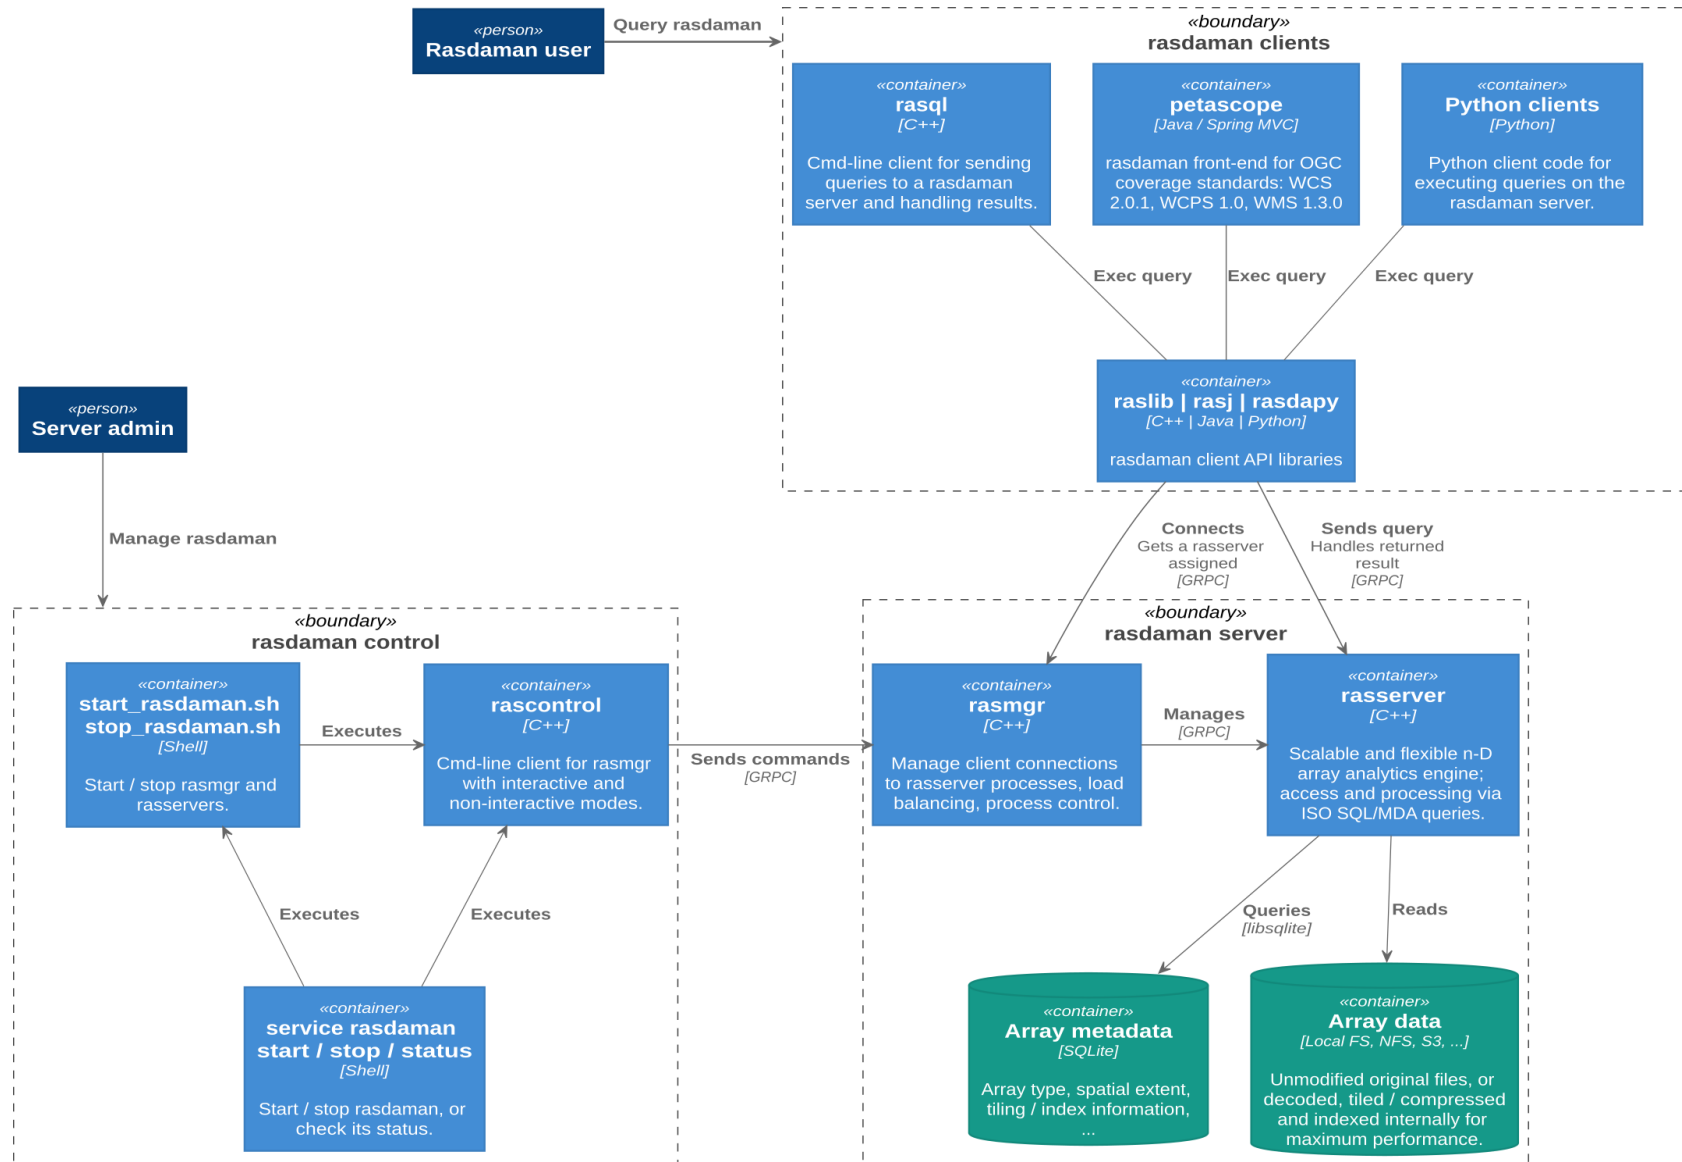 «person»
Rasdaman user
Query rasdaman
«boundary»
rasdaman clients
«container»
rasql
[C++]
Cmd-line client for sending
queries to a rasdaman
server and handling results.
«container»
petascope
[Java / Spring MVC]
rasdaman front-end for OGC
coverage standards: WCS
2.0.1, WCPS 1.0, WMS 1.3.0
«container»
Python clients
[Python]
Python client code for
executing queries on the
rasdaman server.
Exec query
Exec query
Exec query
«container»
raslib | rasj | rasdapy
[C++ | Java | Python]
rasdaman client API libraries
«person»
Server admin
Manage rasdaman
Connects
Gets a rasserver
assigned
[GRPC]
Sends query
Handles returned
result
[GRPC]
«boundary»
rasdaman control
«container»
start_rasdaman.sh
stop_rasdaman.sh
[Shell]
Start / stop rasmgr and
rasservers.
Executes
«container»
rascontrol
[C++]
Cmd-line client for rasmgr
with interactive and
non-interactive modes.
Sends commands
[GRPC]
Executes
Executes
«container»
service rasdaman
start / stop / status
[Shell]
Start / stop rasdaman, or
check its status.
«boundary»
rasdaman server
«container»
rasmgr
[C++]
Manage client connections
to rasserver processes, load
balancing, process control.
Manages
[GRPC]
«container»
rasserver
[C++]
Scalable and flexible n-D
array analytics engine;
access and processing via
ISO SQL/MDA queries.
Queries
[libsqlite]
Reads
«container»
Array metadata
[SQLite]
Array type, spatial extent,
tiling / index information,
...
«container»
Array data
[Local FS, NFS, S3, ...]
Unmodified original files, or
decoded, tiled / compressed
and indexed internally for
maximum performance.